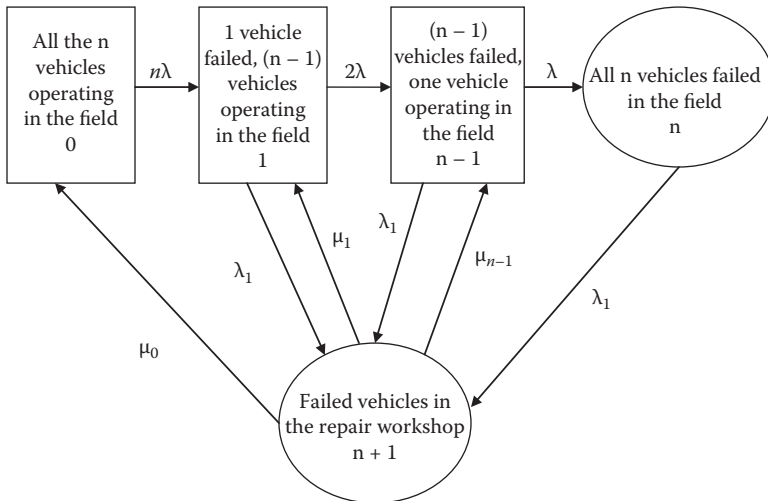 All the n
vehicles
operating
in the field
0
nλ
1 vehicle
failed, (n – 1)
vehicles
operating
in the field
1
2λ
(n – 1)
vehicles failed,
one vehicle
operating in
the field
n – 1
λ
All n vehicles failed
in the field
n
μ0
λ1
μ1
λ1
μn–1
λ1
Failed vehicles in
the repair workshop
n + 1